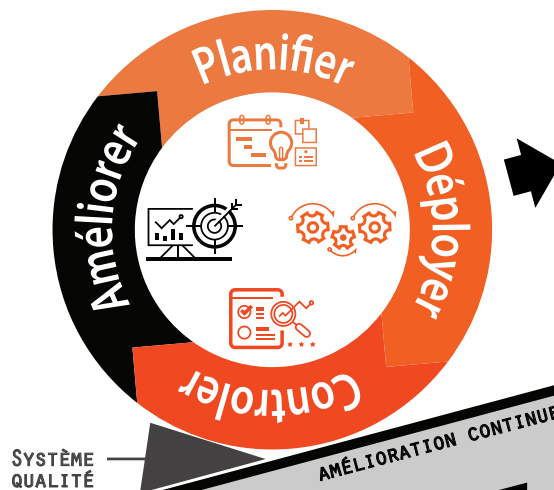 Planifier
Déployer
Controler
Améliorer
SYSTÈME
QUALITÉ
AMÉLIORATION CONTINUE